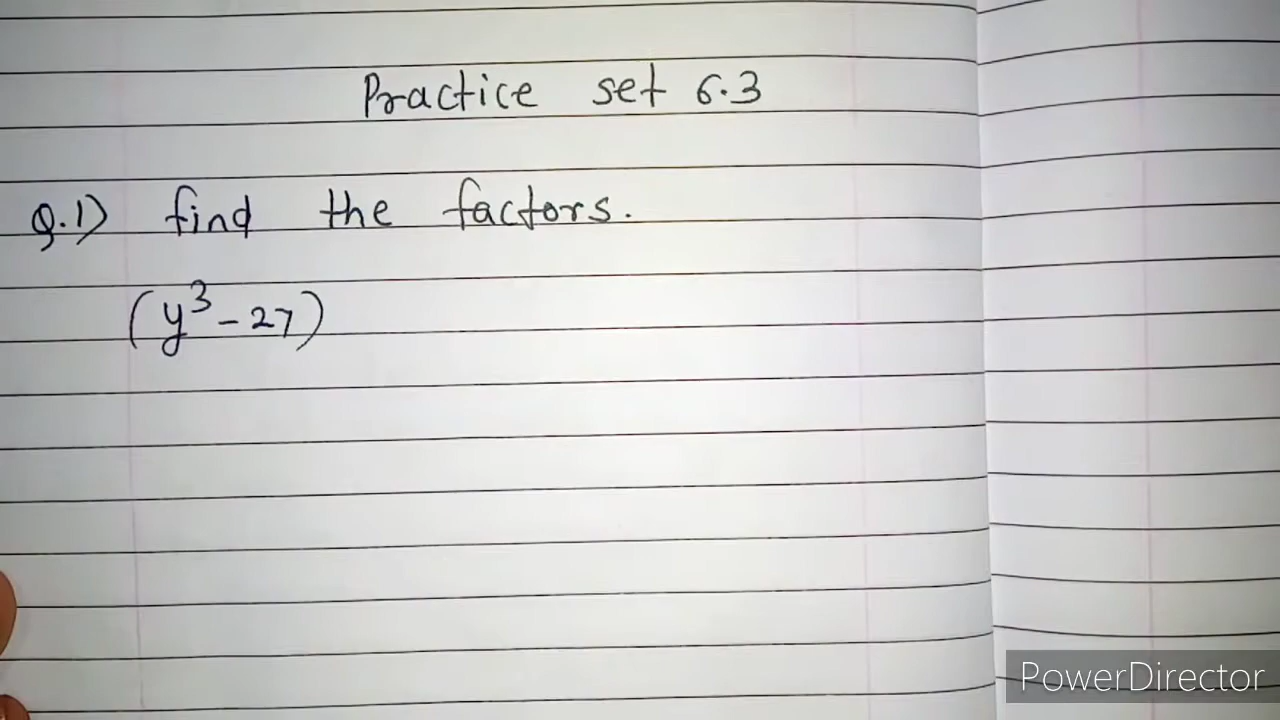 Practice set 6.3
Q.1) find the factors.
(y³ - 27)
PowerDirector